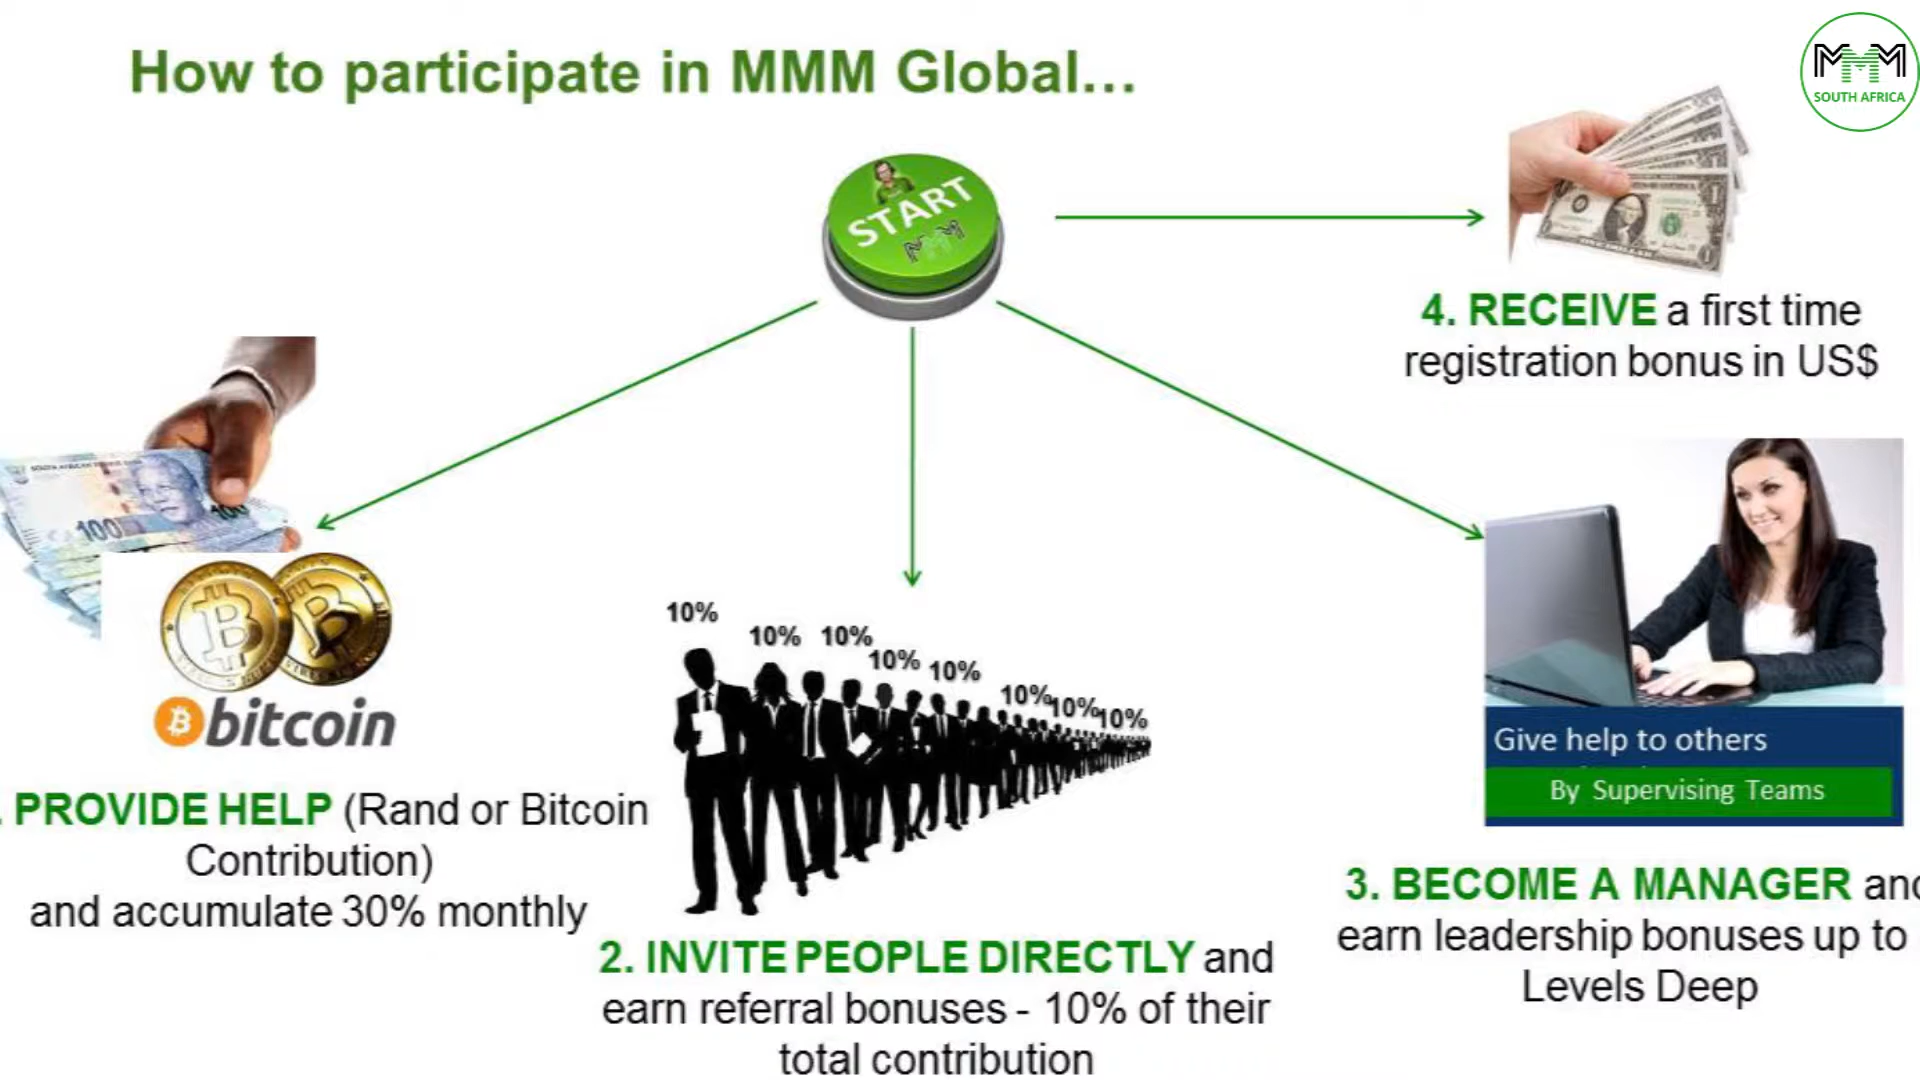 How to participate in MMM Global...
MMM
SOUTH AFRICA
START
MMM
4. RECEIVE a first time
registration bonus in US$
100
bitcoin
. PROVIDE HELP (Rand or Bitcoin
Contribution)
and accumulate 30% monthly
10%
10%
10%
10%
10%
10%
10%
10%
2. INVITE PEOPLE DIRECTLY and
earn referral bonuses - 10% of their
total contribution
Give help to others
By Supervising Teams
3. BECOME A MANAGER and
earn leadership bonuses up to
Levels Deep